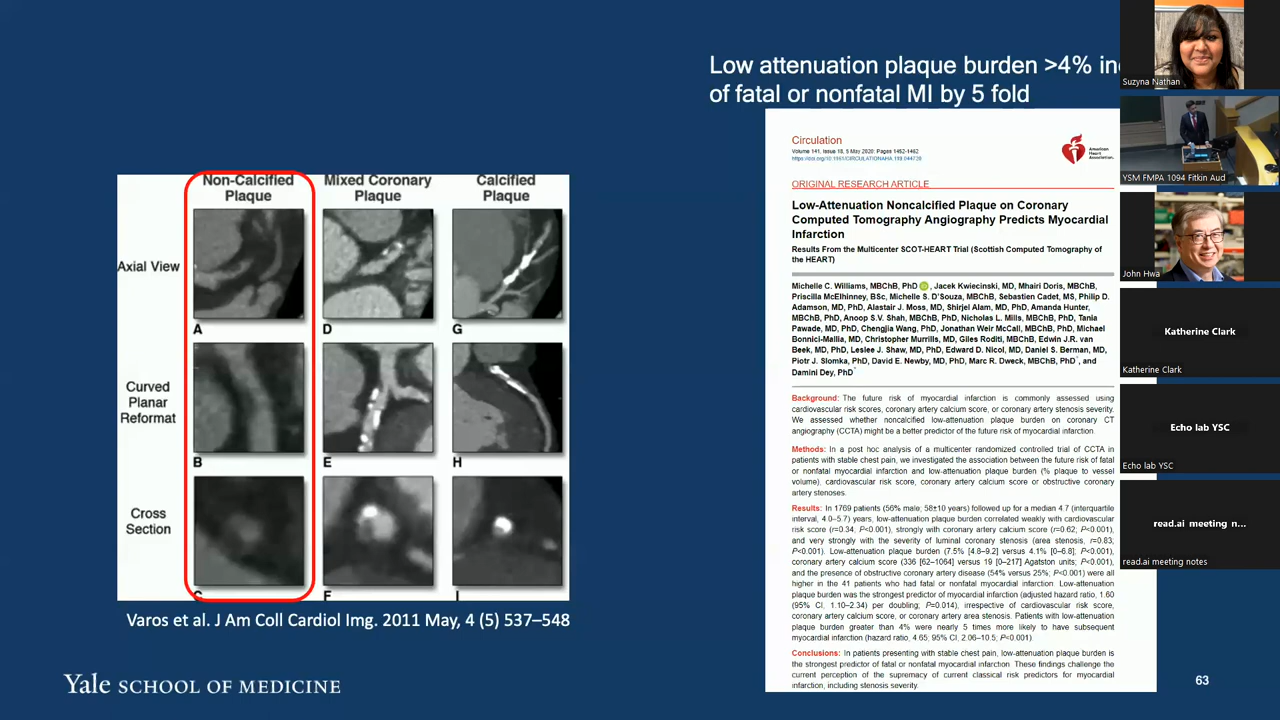 Low attenuation plaque burden >4% in
of fatal or nonfatal MI by 5 fold
Non-Calcified
Plaque
Mixed Coronary
Plaque
Calcified
Plaque
Axial View
A
D
G
Curved
Planar
Reformat
B
E
H
Cross
Section
C
F
I
Varos et al. J Am Coll Cardiol Img. 2011 May, 4 (5) 537–548
Yale SCHOOL OF MEDICINE
Circulation
Volume 141, Issue 18, 5 May 2020; Pages 1452-1462
American
Heart
Association.
ORIGINAL RESEARCH ARTICLE
Low-Attenuation Noncalcified Plaque on Coronary
Computed Tomography Angiography Predicts Myocardial
Infarction
Results From the Multicenter SCOT-HEART Trial (Scottish Computed Tomography of
the HEART)
Michelle C. Williams, MBChB, PhD iD, Jacek Kwiecinski, MD, Mhairi Doris, MBChB,
Priscilla McElhinney, BSc, Michelle S. D'Souza, MBChB, Sebastien Cadet, MS, Philip D.
Adamson, MD, PhD, Alastair J. Moss, MD, Shirjel Alam, MD, PhD, Amanda Hunter,
MBChB, PhD, Anoop S.V. Shah, MBChB, PhD, Nicholas L. Mills, MBChB, PhD, Tania
Pawade, MD, PhD, Chengjia Wang, PhD, Jonathan Weir McCall, MBChB, PhD, Michael
Bonnici-Mallia, MD, Christopher Murrills, MD, Giles Roditi, MBChB, Edwin J.R. van
Beek, MD, PhD, Leslee J. Shaw, MD, PhD, Edward D. Nicol, MD, Daniel S. Berman, MD,
Piotr J. Slomka, PhD, David E. Newby, MD, PhD, Marc R. Dweck, MBChB, PhD*, and
Damini Dey, PhD*
Background: The future risk of myocardial infarction is commonly assessed using
cardiovascular risk scores, coronary artery calcium score, or coronary artery stenosis severity.
We assessed whether noncalcified low-attenuation plaque burden on coronary CT
angiography (CCTA) might be a better predictor of the future risk of myocardial infarction.
Methods: In a post hoc analysis of a multicenter randomized controlled trial of CCTA in
patients with stable chest pain, we investigated the association between the future risk of fatal
or nonfatal myocardial infarction and low-attenuation plaque burden (% plaque to vessel
volume), cardiovascular risk score, coronary artery calcium score or obstructive coronary
artery stenoses.
Results: In 1769 patients (56% male; 58±10 years) followed up for a median 4.7 (interquartile
interval, 4.0–5.7) years, low-attenuation plaque burden correlated weakly with cardiovascular
risk score (r=0.34; P<0.001), strongly with coronary artery calcium score (r=0.62; P<0.001),
and very strongly with the severity of luminal coronary stenosis (area stenosis, r=0.83;
P<0.001). Low-attenuation plaque burden (7.5% [4.8–9.2] versus 4.1% [0–6.8]; P<0.001),
coronary artery calcium score (336 [62–1064] versus 19 [0–217] Agatston units; P<0.001),
and the presence of obstructive coronary artery disease (54% versus 25%; P<0.001) were all
higher in the 41 patients who had fatal or nonfatal myocardial infarction. Low-attenuation
plaque burden was the strongest predictor of myocardial infarction (adjusted hazard ratio, 1.60
(95% CI, 1.10–2.34) per doubling; P=0.014), irrespective of cardiovascular risk score,
coronary artery calcium score, or coronary artery area stenosis. Patients with low-attenuation
plaque burden greater than 4% were nearly 5 times more likely to have subsequent
myocardial infarction (hazard ratio, 4.65; 95% CI, 2.06–10.5; P<0.001).
Conclusions: In patients presenting with stable chest pain, low-attenuation plaque burden is
the strongest predictor of fatal or nonfatal myocardial infarction. These findings challenge the
current perception of the supremacy of current classical risk predictors for myocardial
infarction, including stenosis severity.
63
Suzyna Nathan
YSM FMPA 1094 Fitkin Aud
John Hwa
Katherine Clark
Katherine Clark
Echo lab YSC
Echo lab YSC
read.ai meeting n...
read.ai meeting notes